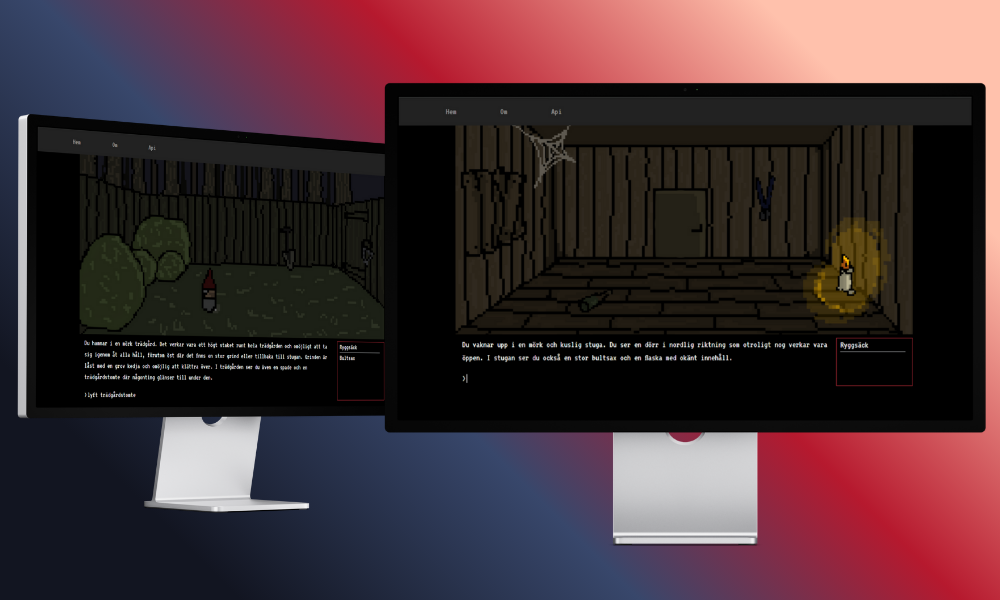 Hem Om Api
Du hamnar i en mörk trädgård. Det verkar vara ett högt staket runt hela trädgården och omöjligt att ta
sig igenom åt alla håll, förutom öst där det finns en stor grind eller tillbaka till stugan. Grinden är
låst med en grov kedja och omöjlig att klättra över. I trädgården ser du även en spade och en
trädgårdstomte där någonting glänser till under den.
Ryggsäck
Bultsax
>lyft trädgårdstomte
Hem Om Api
Du vaknar upp i en mörk och kuslig stuga. Du ser en dörr i nordlig riktning som otroligt nog verkar vara
öppen. I stugan ser du också en stor bultsax och en flaska med okänt innehåll.
>
Ryggsäck